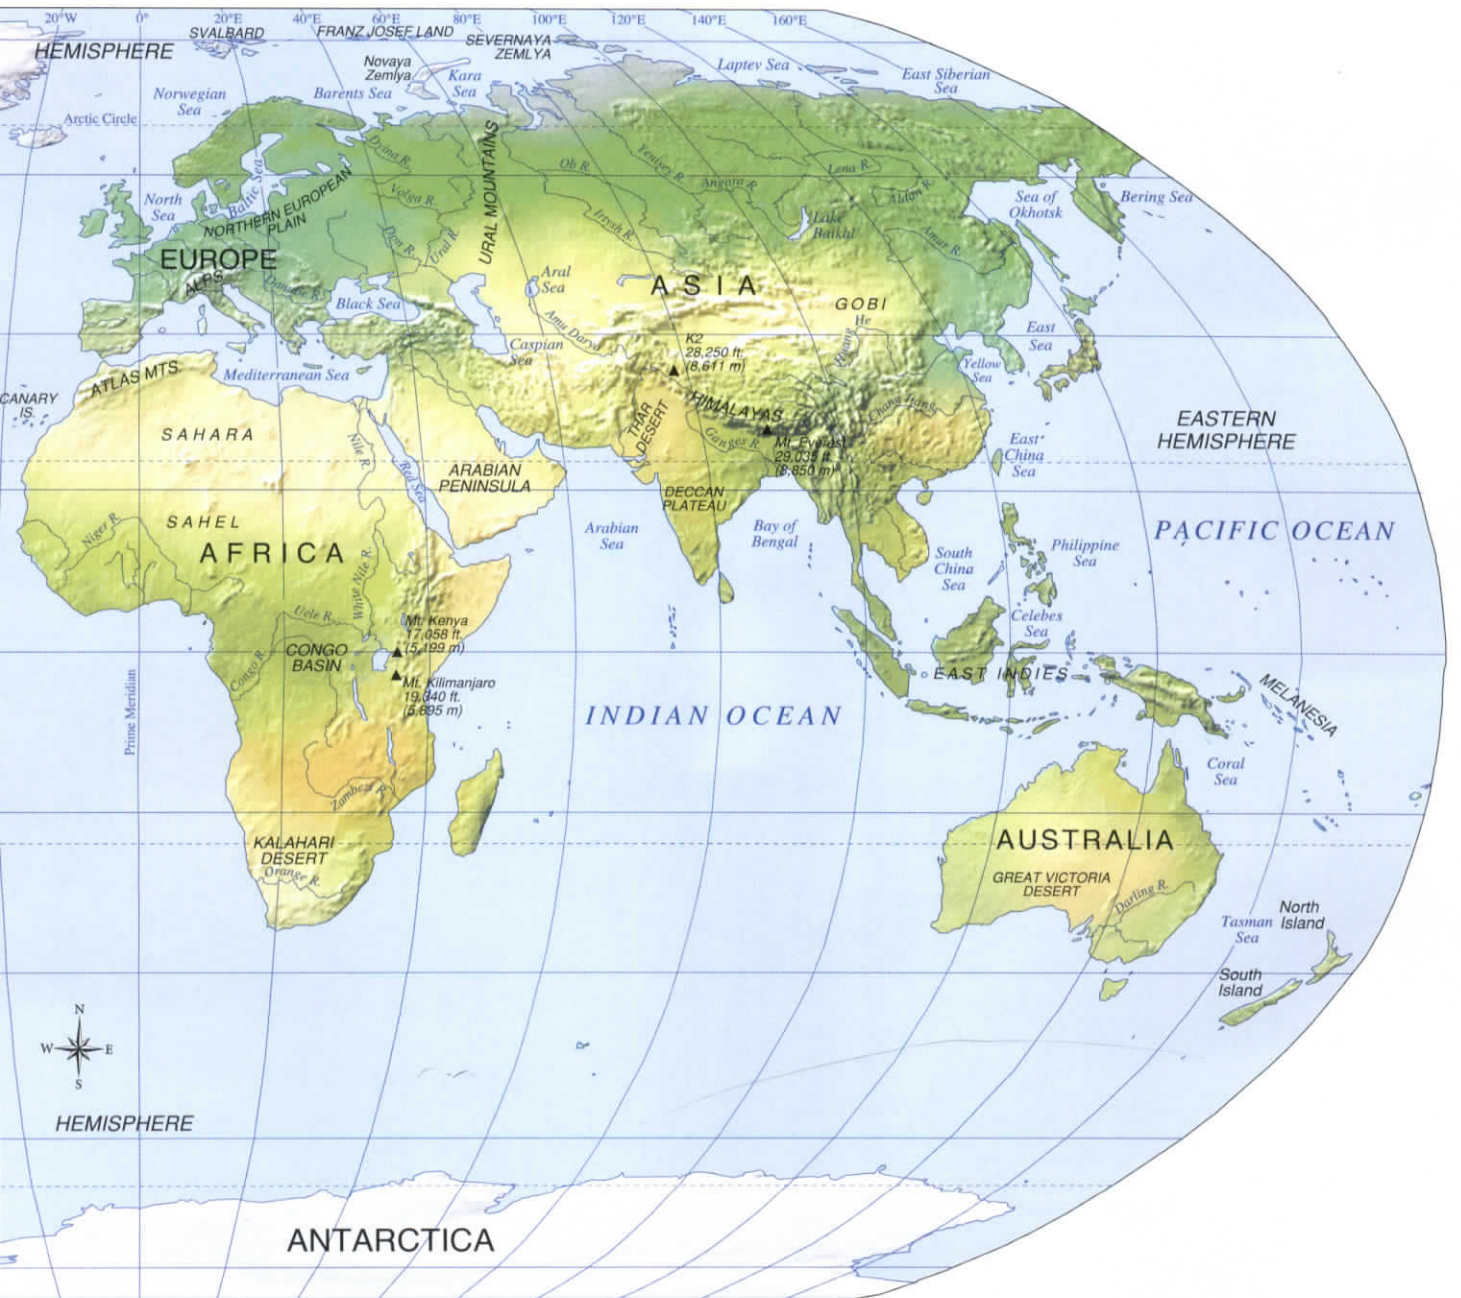 20°W 0° 20°E 40°E 60°E 80°E 100°E 120°E 140°E 160°E
SVALBARD
FRANZ JOSEF LAND
SEVERNAYA
ZEMLYA
HEMISPHERE
Novaya
Zemlya
Kara
Sea
Laptev Sea
East Siberian
Sea
Norwegian
Sea
Barents Sea
Arctic Circle
Dvina R.
URAL MOUNTAINS
Ob R.
Yenisey R.
Angara R.
Lena R.
Aldan R.
Sea of
Okhotsk
Bering Sea
North
Sea
Baltic Sea
NORTHERN EUROPEAN
PLAIN
Volga R.
Don R.
Ural R.
Irtysh R.
Lake
Baikhl
Amur R.
EUROPE
ALPS
Danube R.
Black Sea
Aral
Sea
ASIA
GOBI
Huang
He
Amu Darya
Caspian
Sea
K2
28,250 ft.
(8,611 m)
East
Sea
Yellow
Sea
ATLAS MTS.
Mediterranean Sea
CANARY
IS.
THAR
DESERT
HIMALAYAS
Chang Jiang
Ganges R.
Mt. Everest
29,035 ft.
(8,850 m)
EASTERN
HEMISPHERE
East
China
Sea
SAHARA
Nile R.
Red Sea
ARABIAN
PENINSULA
DECCAN
PLATEAU
SAHEL
Niger R.
AFRICA
Arabian
Sea
Bay of
Bengal
South
China
Sea
Philippine
Sea
PACIFIC OCEAN
White Nile R.
Uele R.
Mt. Kenya
17,058 ft.
(5,199 m)
CONGO
BASIN
Congo R.
Celebes
Sea
EAST INDIES
Mt. Kilimanjaro
19,340 ft.
(5,895 m)
MELANESIA
Prime Meridian
INDIAN OCEAN
Coral
Sea
Zambezi R.
KALAHARI
DESERT
Orange R.
AUSTRALIA
GREAT VICTORIA
DESERT
Darling R.
Tasman
Sea
North
Island
South
Island
N
W E
S
HEMISPHERE
ANTARCTICA